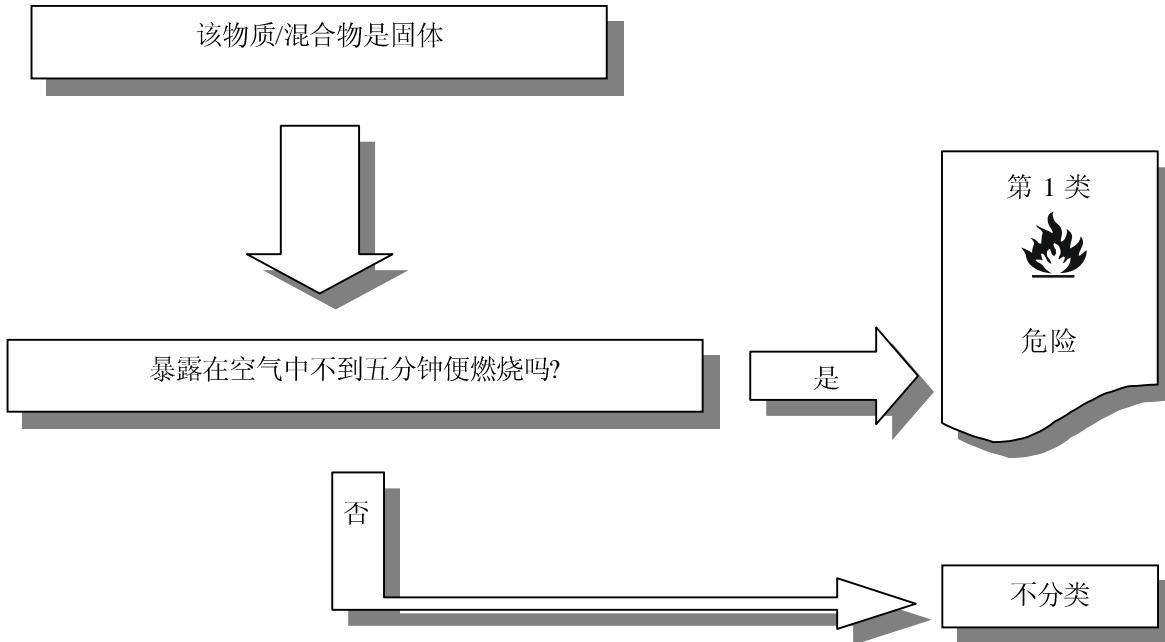 该物质/混合物是固体
第 1 类
危险
暴露在空气中不到五分钟便燃烧吗?
是
否
不分类